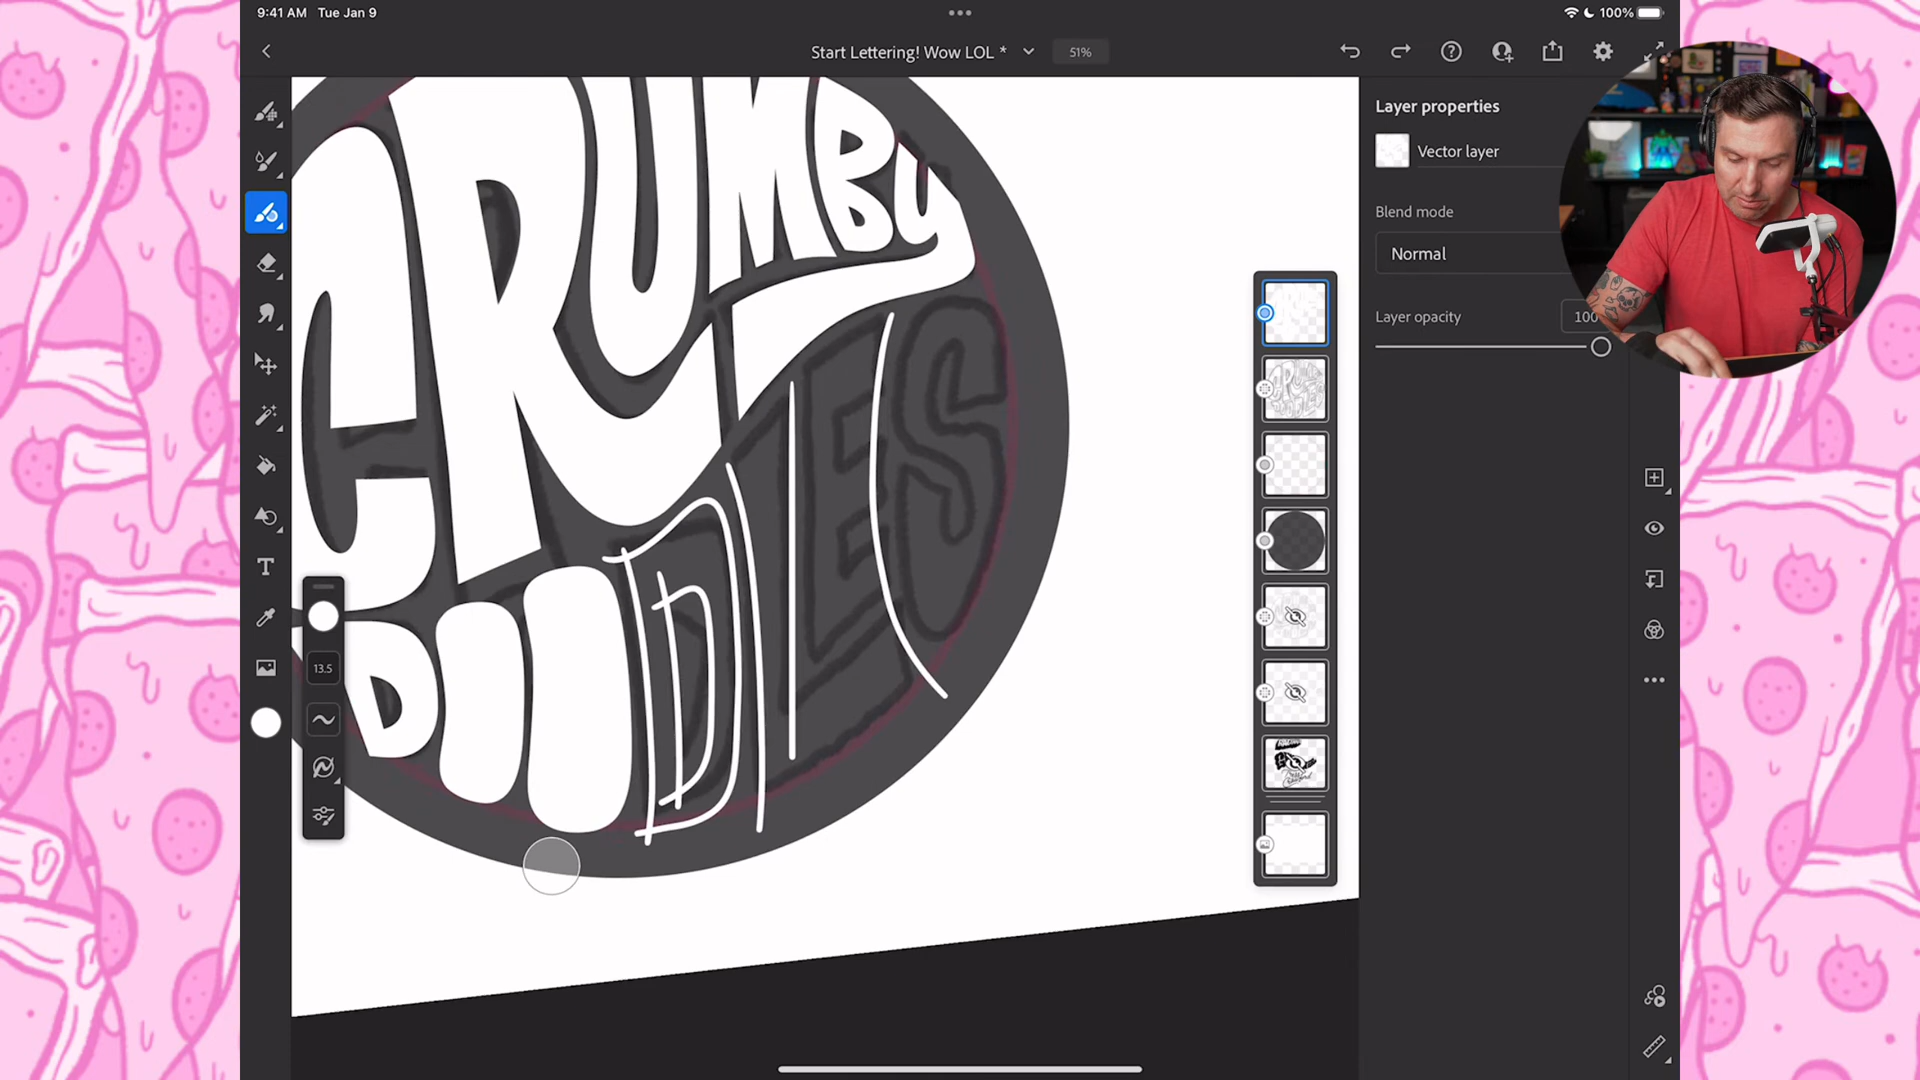 9:41 AM Tue Jan 9
100%
Start Lettering! Wow LOL *
51%
Layer properties
Vector layer
Blend mode
Normal
Layer opacity
100
13.5
CRUMBY
DOODLES